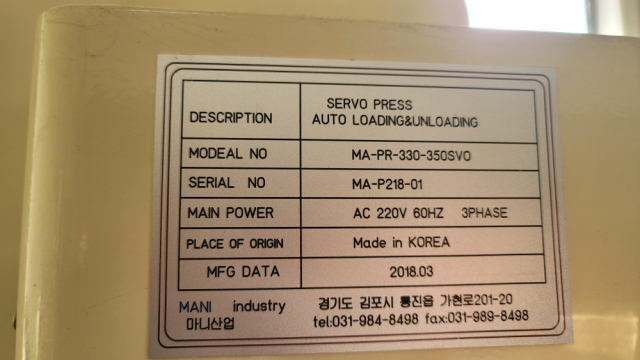 DESCRIPTION SERVO PRESS
AUTO LOADING&UNLOADING
MODEAL NO MA-PR-330-350SVO
SERIAL NO MA-P218-01
MAIN POWER AC 220V 60HZ 3PHASE
PLACE OF ORIGIN Made in KOREA
MFG DATA 2018.03
MANI industry 경기도 김포시 통진읍 가현로201-20
마니산업 tel:031-984-8498 fax:031-989-8498